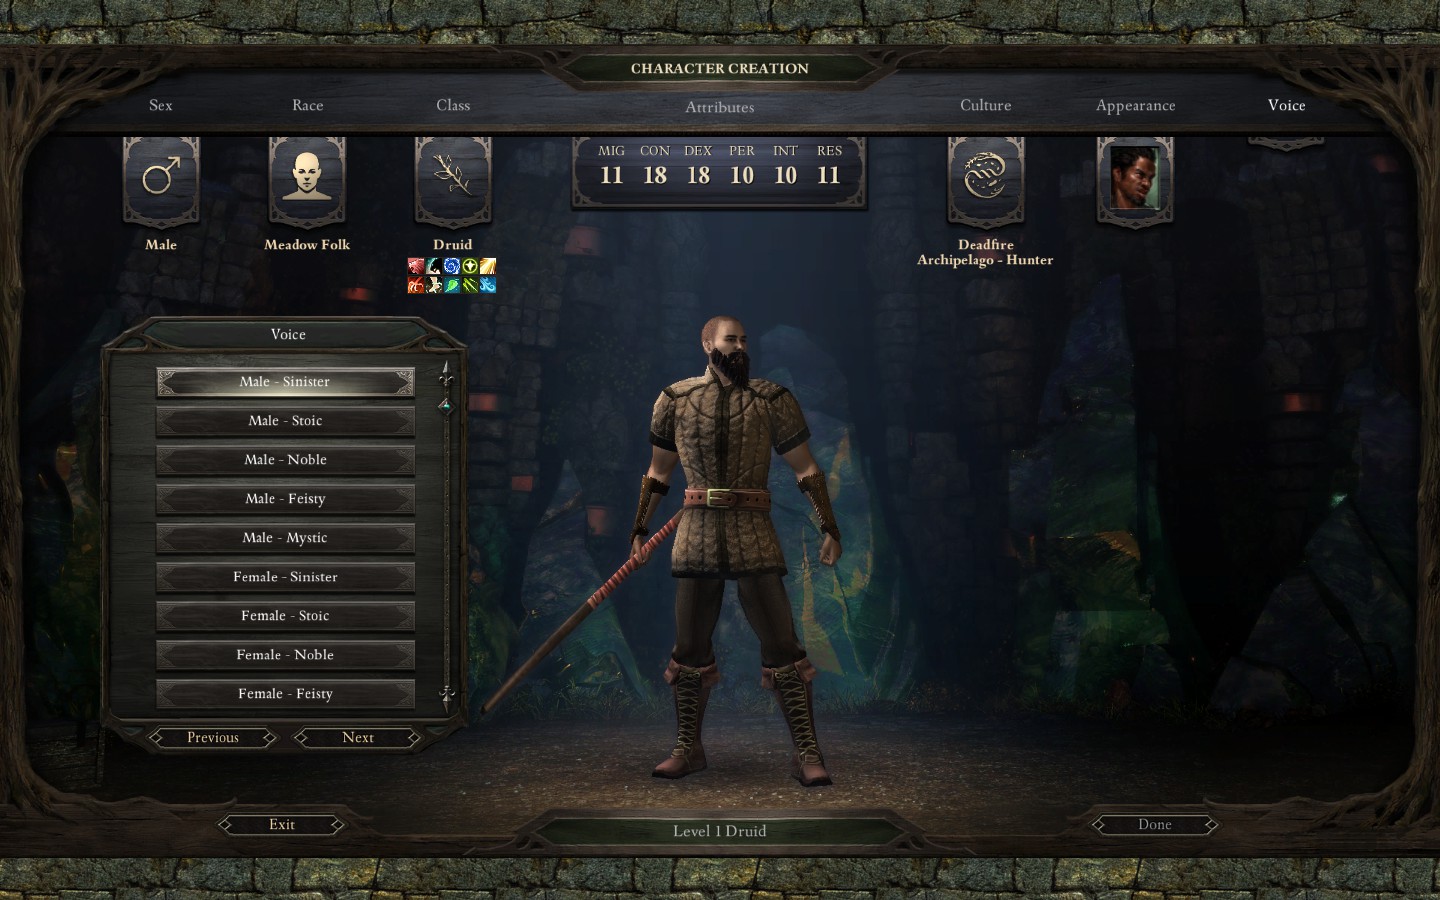 CHARACTER CREATION
Sex Race Class Attributes Culture Appearance Voice
MIG CON DEX PER INT RES
11 18 18 10 10 11
Male Meadow Folk Druid Deadfire
Archipelago - Hunter
Voice
Male - Sinister
Male - Stoic
Male - Noble
Male - Feisty
Male - Mystic
Female - Sinister
Female - Stoic
Female - Noble
Female - Feisty
Previous Next
Exit Level 1 Druid Done